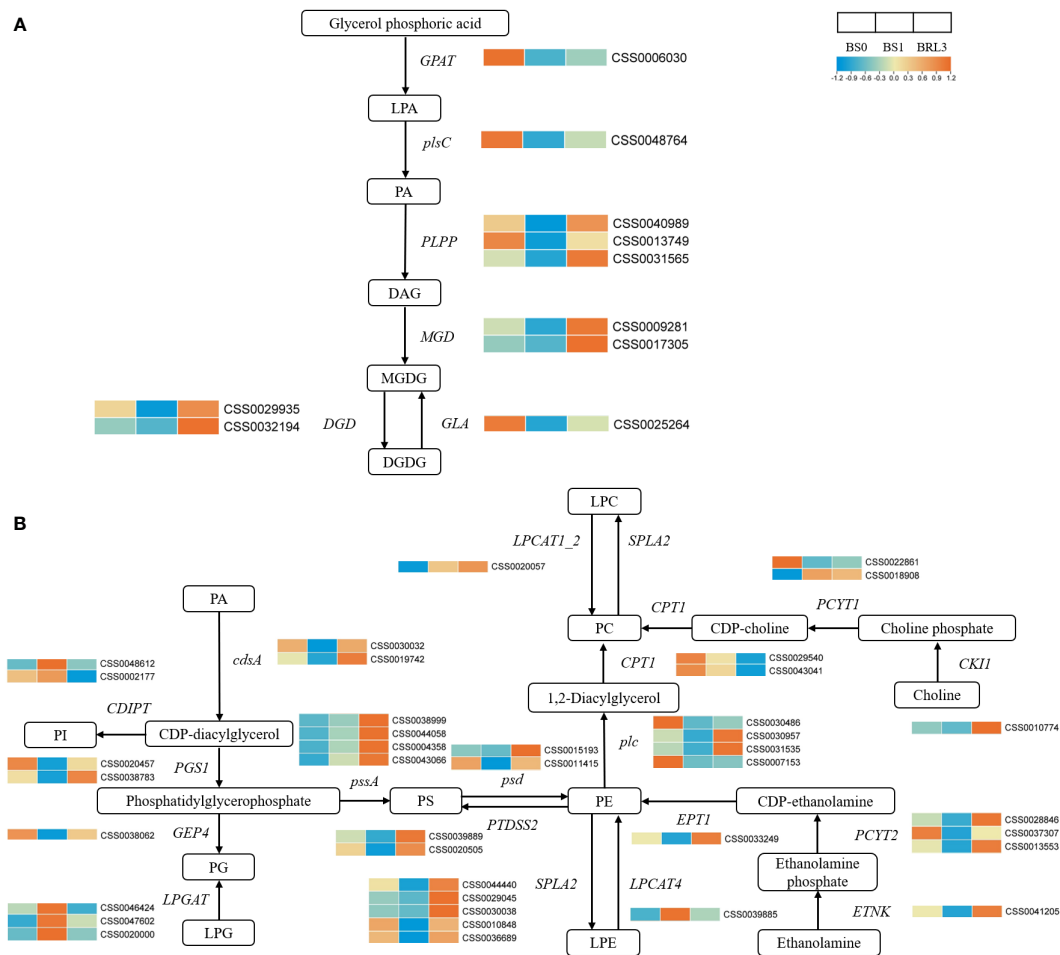 A
Glycerol phosphoric acid
BS0 BS1 BRL3
-1.2 -0.9 -0.6 -0.3 0.0 0.3 0.6 0.9 1.2
GPAT
CSS0006030
LPA
plsC
CSS0048764
PA
PLPP
CSS0040989
CSS0013749
CSS0031565
DAG
MGD
CSS0009281
CSS0017305
MGDG
CSS0029935
CSS0032194
DGD
GLA
CSS0025264
DGDG
B
LPC
LPCAT1_2
SPLA2
CSS0020057
CSS0022861
CSS0018908
PA
CPT1
PCYT1
PC
CDP-choline
Choline phosphate
cdsA
CSS0030032
CSS0019742
CSS0048612
CSS0002177
CPT1
CSS0029540
CSS0043041
CKI1
1,2-Diacylglycerol
Choline
CDIPT
PI
CDP-diacylglycerol
CSS0038999
CSS0044058
CSS0004358
CSS0043066
plc
CSS0030486
CSS0030957
CSS0031535
CSS0007153
CSS0010774
CSS0020457
CSS0038783
PGS1
pssA
CSS0015193
CSS0011415
psd
Phosphatidylglycerophosphate
PS
PE
CDP-ethanolamine
PTDSS2
CSS0038062
GEP4
CSS0039889
CSS0020505
EPT1
CSS0033249
PCYT2
CSS0028846
CSS0037307
CSS0013553
PG
Ethanolamine
phosphate
LPGAT
SPLA2
LPCAT4
CSS0044440
CSS0029045
CSS0030038
CSS0010848
CSS0036689
CSS0046424
CSS0047602
CSS0020000
CSS0039885
ETNK
CSS0041205
LPG
LPE
Ethanolamine